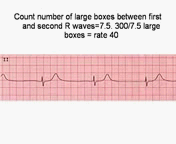 Count number of large boxes between first
and second R waves=7.5. 300/7.5 large
boxes = rate 40
II